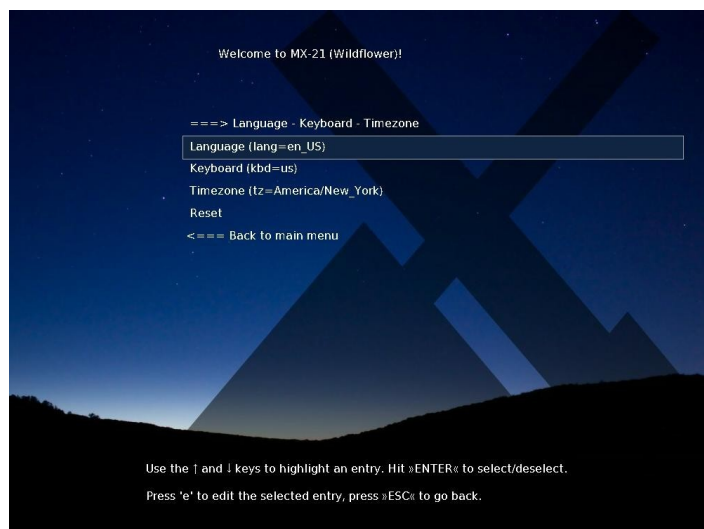 Welcome to MX-21 (Wildflower)!
===> Language - Keyboard - Timezone
Language (lang=en_US)
Keyboard (kbd=us)
Timezone (tz=America/New_York)
Reset
<=== Back to main menu
Use the ↑ and ↓ keys to highlight an entry. Hit »ENTER« to select/deselect.
Press 'e' to edit the selected entry, press »ESC« to go back.